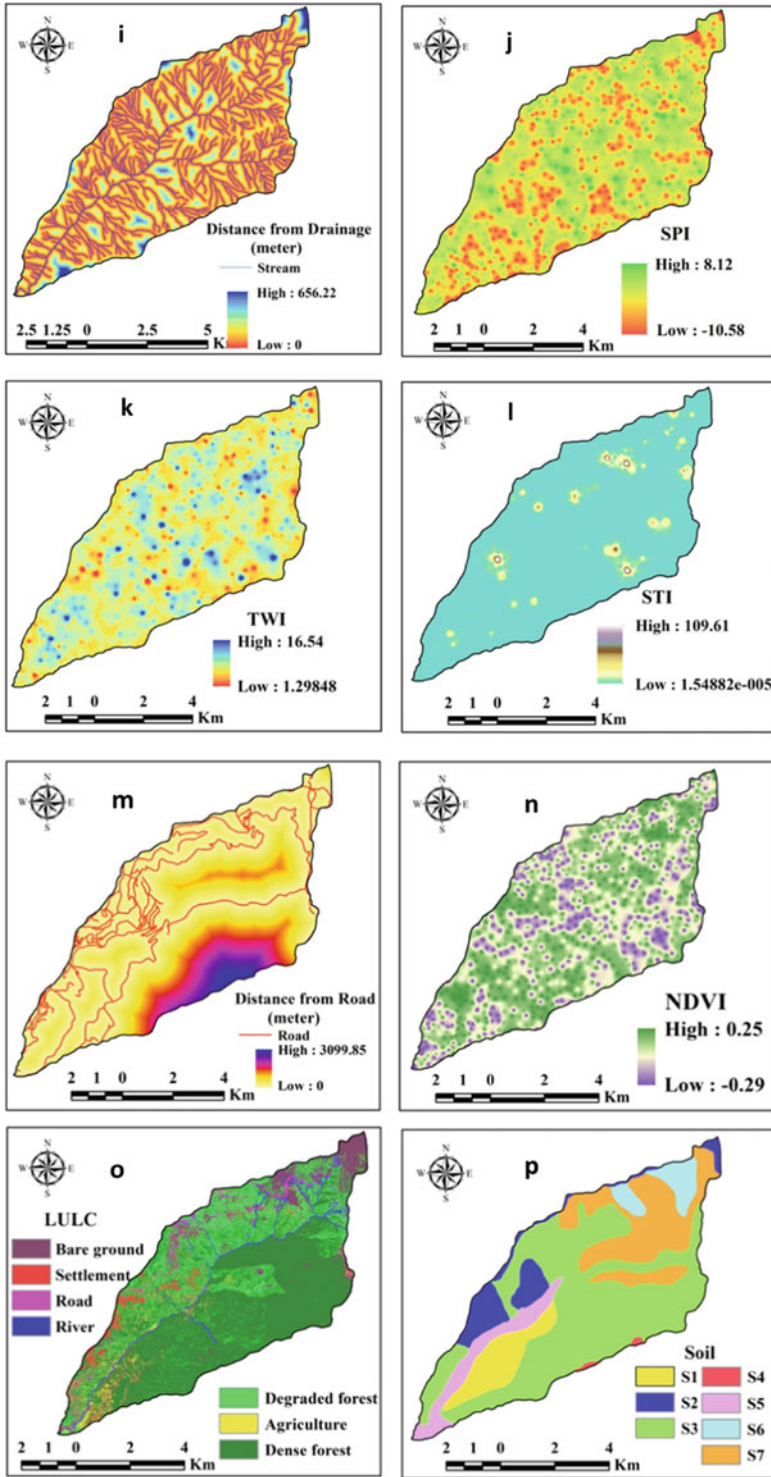 N
W E
S
i
Distance from Drainage
(meter)
Stream
High : 656.22
Low : 0
2.5 1.25 0 2.5 5
Km
N
W E
S
j
SPI
High : 8.12
Low : -10.58
2 1 0 2 4
Km
N
W E
S
k
TWI
High : 16.54
Low : 1.29848
2 1 0 2 4
Km
N
W E
S
l
STI
High : 109.61
Low : 1.54882e-005
2 1 0 2 4
Km
N
W E
S
m
Distance from Road
(meter)
Road
High : 3099.85
Low : 0
2 1 0 2 4
Km
N
W E
S
n
NDVI
High : 0.25
Low : -0.29
2 1 0 2 4
Km
N
W E
S
o
LULC
Bare ground
Settlement
Road
River
Degraded forest
Agriculture
Dense forest
2 1 0 2 4
Km
N
W E
S
p
Soil
S1 S4
S2 S5
S3 S6
S7
2 1 0 2 4
Km